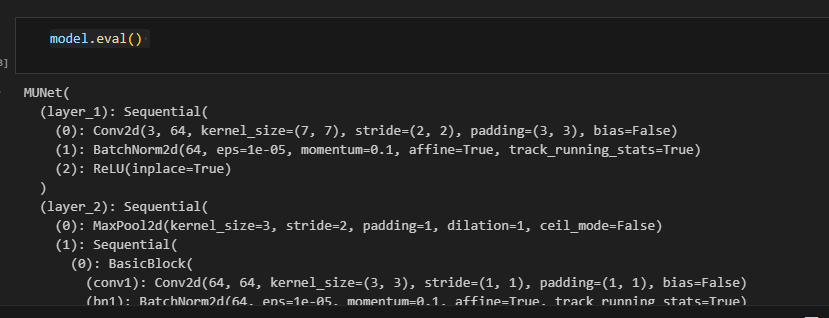 model.eval()
3]
MUNet(
  (layer_1): Sequential(
    (0): Conv2d(3, 64, kernel_size=(7, 7), stride=(2, 2), padding=(3, 3), bias=False)
    (1): BatchNorm2d(64, eps=1e-05, momentum=0.1, affine=True, track_running_stats=True)
    (2): ReLU(inplace=True)
  )
  (layer_2): Sequential(
    (0): MaxPool2d(kernel_size=3, stride=2, padding=1, dilation=1, ceil_mode=False)
    (1): Sequential(
      (0): BasicBlock(
        (conv1): Conv2d(64, 64, kernel_size=(3, 3), stride=(1, 1), padding=(1, 1), bias=False)
        (bn1): BatchNorm2d(64, eps=1e-05, momentum=0.1, affine=True, track_running_stats=True)